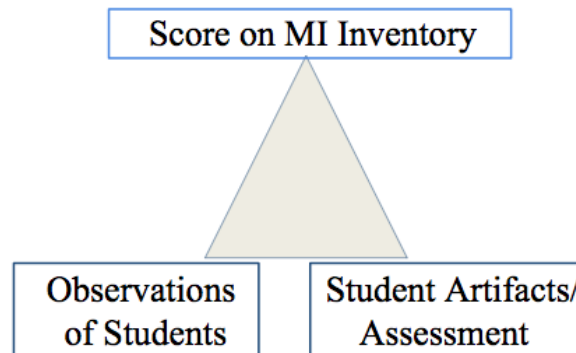 Score on MI Inventory
Observations
of Students
Student Artifacts/
Assessment